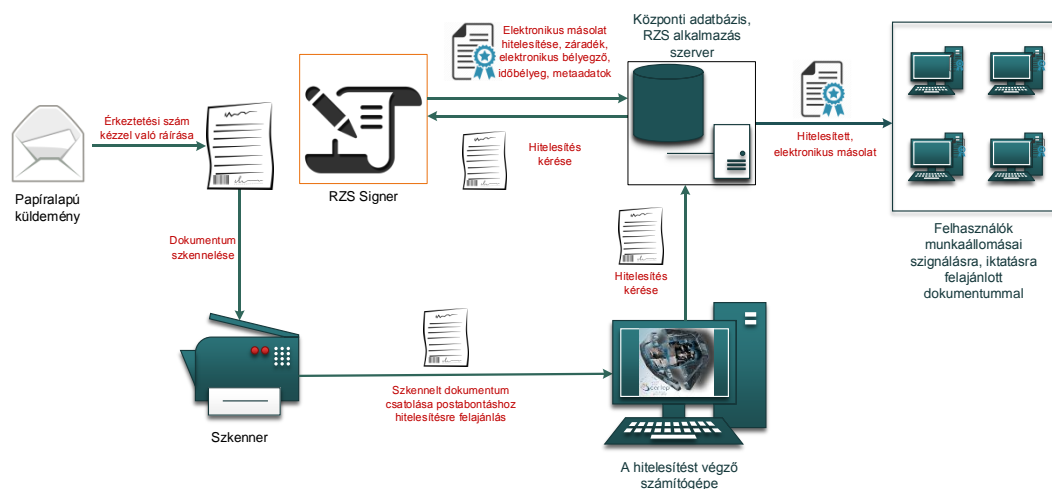 Elektronikus másolat
hitelesítése, záradék,
elektronikus bélyegző,
időbélyeg, metaadatok
Központi adatbázis,
RZS alkalmazás
szerver
Érkeztetési szám
kézzel való ráírása
Hitelesítés
kérése
Hitelesített,
elektronikus másolat
Papíralapú
küldemény
RZS Signer
Felhasználók
munkaállomásai
szignálásra, iktatásra
felajánlott
dokumentummal
Dokumentum
szkennelése
Hitelesítés
kérése
Szkennelt dokumentum
csatolása postabontáshoz
hitelesítésre felajánlás
Szkenner
A hitelesítést végző
számítógépe